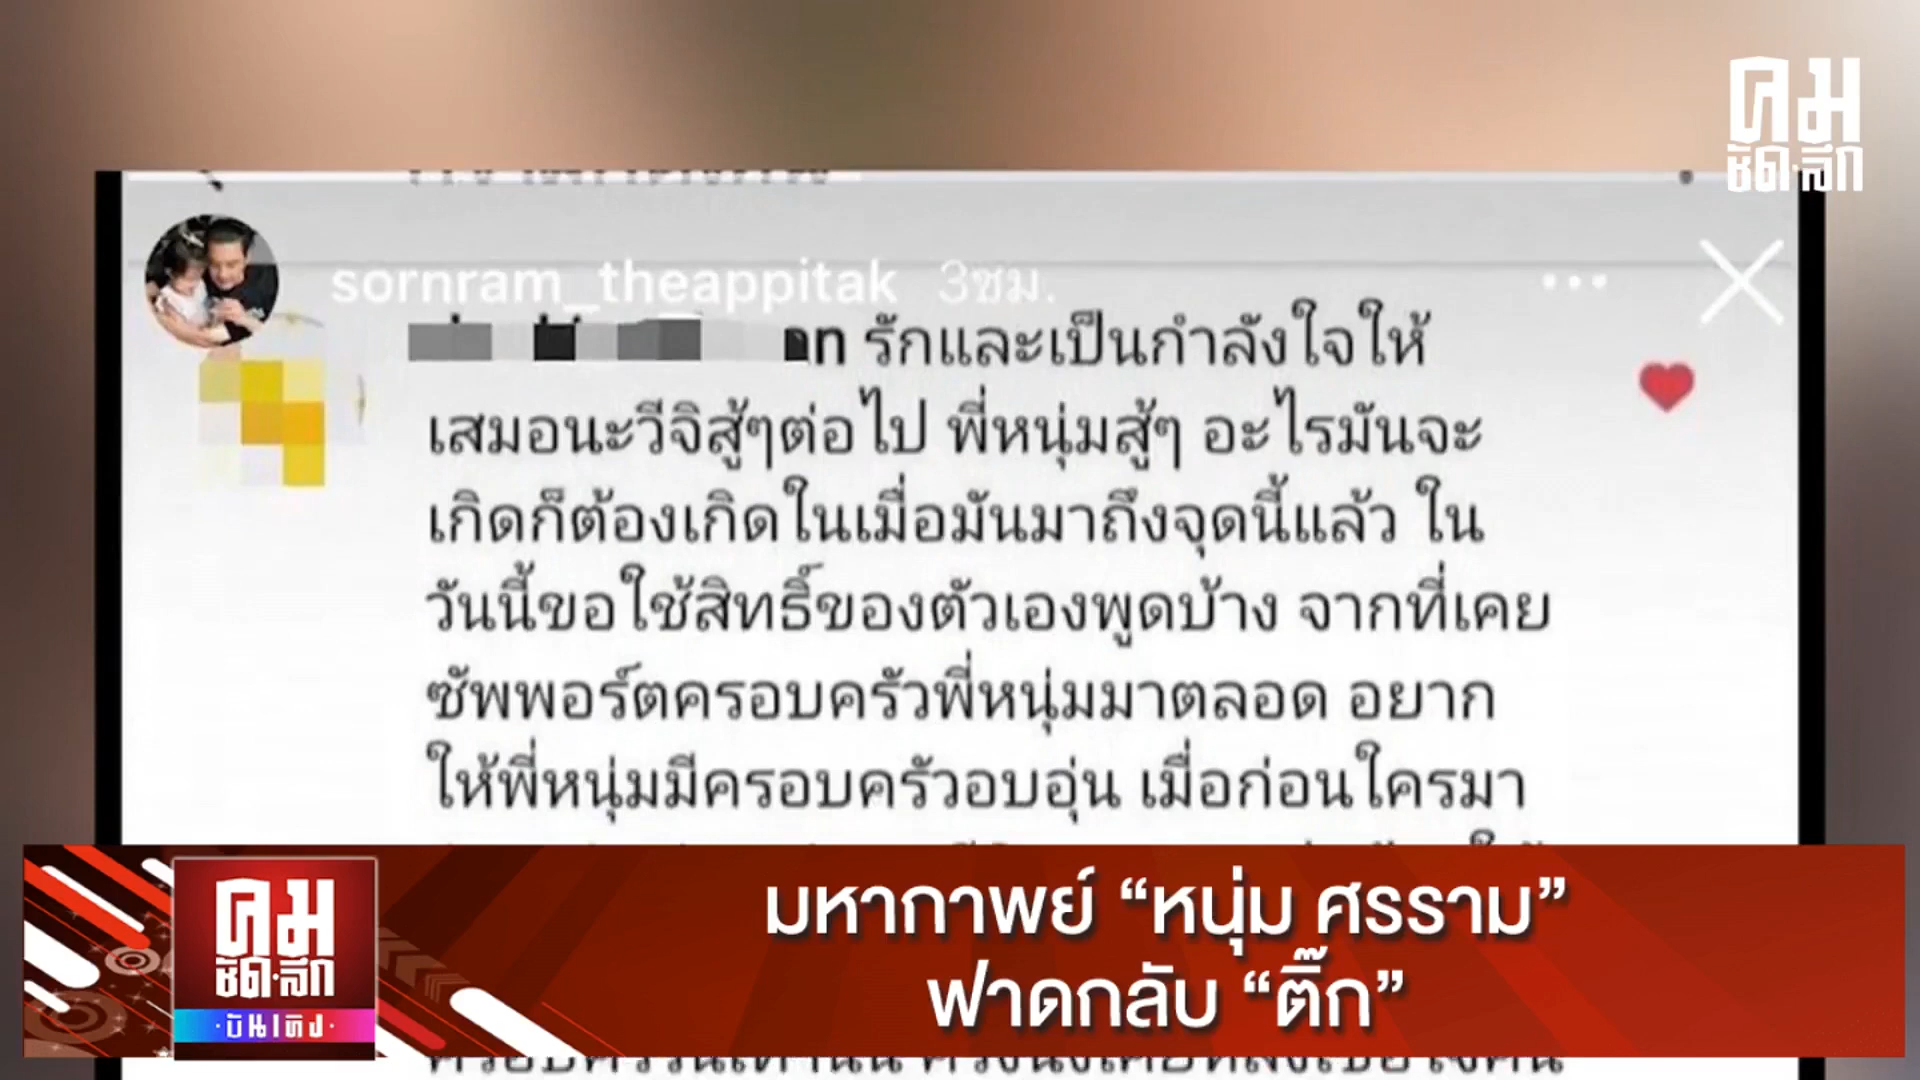 คม
ชัด·ลึก
sornram_theappitak 3ชม.
รักและเป็นกำลังใจให้
เสมอนะวีจิสู้ๆต่อไป พี่หนุ่มสู้ๆ อะไรมันจะ
เกิดก็ต้องเกิดในเมื่อมันมาถึงจุดนี้แล้ว ใน
วันนี้ขอใช้สิทธิ์ของตัวเองพูดบ้าง จากที่เคย
ซัพพอร์ตครอบครัวพี่หนุ่มมาตลอด อยาก
ให้พี่หนุ่มมีครอบครัวอบอุ่น เมื่อก่อนใครมา
คม
ชัด·ลึก
·บันเทิง·
มหากาพย์ “หนุ่ม ศรราม”
ฟาดกลับ “ติ๊ก”